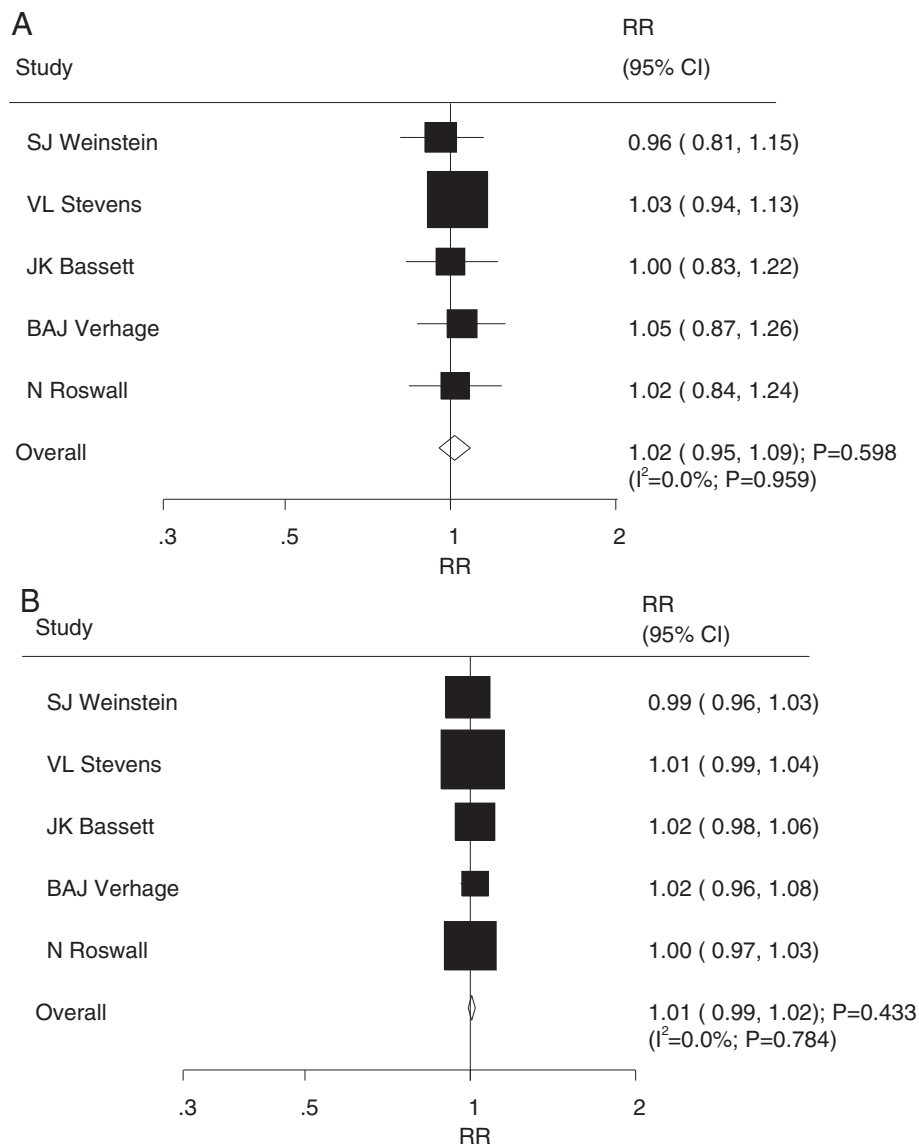 A
RR
Study (95% CI)
SJ Weinstein 0.96 ( 0.81, 1.15)
VL Stevens 1.03 ( 0.94, 1.13)
JK Bassett 1.00 ( 0.83, 1.22)
BAJ Verhage 1.05 ( 0.87, 1.26)
N Roswall 1.02 ( 0.84, 1.24)
Overall 1.02 ( 0.95, 1.09); P=0.598
(I²=0.0%; P=0.959)
.3 .5 1 2
RR
B
RR
Study (95% CI)
SJ Weinstein 0.99 ( 0.96, 1.03)
VL Stevens 1.01 ( 0.99, 1.04)
JK Bassett 1.02 ( 0.98, 1.06)
BAJ Verhage 1.02 ( 0.96, 1.08)
N Roswall 1.00 ( 0.97, 1.03)
Overall 1.01 ( 0.99, 1.02); P=0.433
(I²=0.0%; P=0.784)
.3 .5 1 2
RR